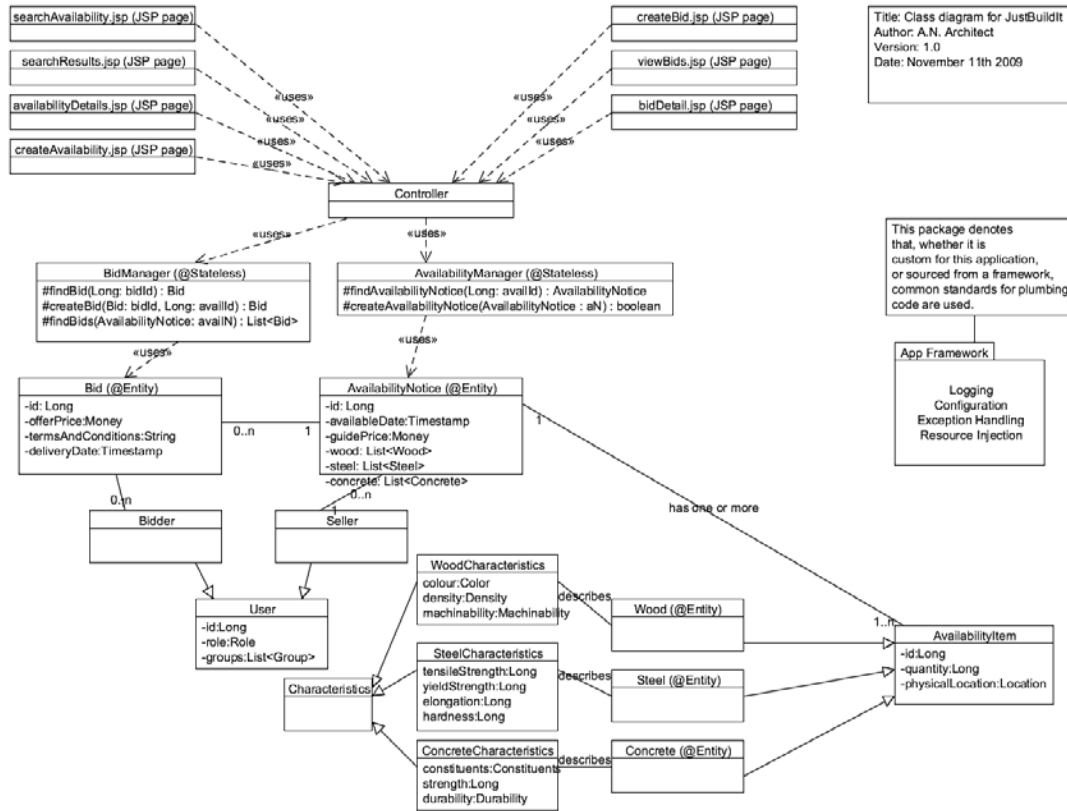 searchAvailability.jsp (JSP page)
searchResults.jsp (JSP page)
availabilityDetails.jsp (JSP page)
createAvailability.jsp (JSP page)
«uses»
«uses»
«uses»
«uses»
createBid.jsp (JSP page)
viewBids.jsp (JSP page)
bidDetail.jsp (JSP page)
«uses»
«uses»
«uses»
Title: Class diagram for JustBuildIt
Author: A.N. Architect
Version: 1.0
Date: November 11th 2009
Controller
«uses»
«uses»
BidManager (@Stateless)
#findBid(Long: bidId) : Bid
#createBid(Bid: bidId, Long: availId) : Bid
#findBids(AvailabilityNotice: availN) : List<Bid>
AvailabilityManager (@Stateless)
#findAvailabilityNotice(Long: availId) : AvailabilityNotice
#createAvailabilityNotice(AvailabilityNotice : aN) : boolean
This package denotes
that, whether it is
custom for this application,
or sourced from a framework,
common standards for plumbing
code are used.
App Framework
Logging
Configuration
Exception Handling
Resource Injection
«uses»
«uses»
Bid (@Entity)
-id: Long
-offerPrice:Money
-termsAndConditions:String
-deliveryDate:Timestamp
0..n
1
AvailabilityNotice (@Entity)
-id: Long
-availableDate:Timestamp
-guidePrice:Money
-wood: List<Wood>
-steel: List<Steel>
-concrete: List<Concrete>
1
has one or more
1..n
0..n
0..n
1
Bidder
Seller
User
-id:Long
-role:Role
-groups:List<Group>
Characteristics
WoodCharacteristics
colour:Color
density:Density
machinability:Machinability
describes
Wood (@Entity)
SteelCharacteristics
tensileStrength:Long
yieldStrength:Long
elongation:Long
hardness:Long
describes
Steel (@Entity)
ConcreteCharacteristics
constituents:Constituents
strength:Long
durability:Durability
describes
Concrete (@Entity)
AvailabilityItem
-id:Long
-quantity:Long
-physicalLocation:Location